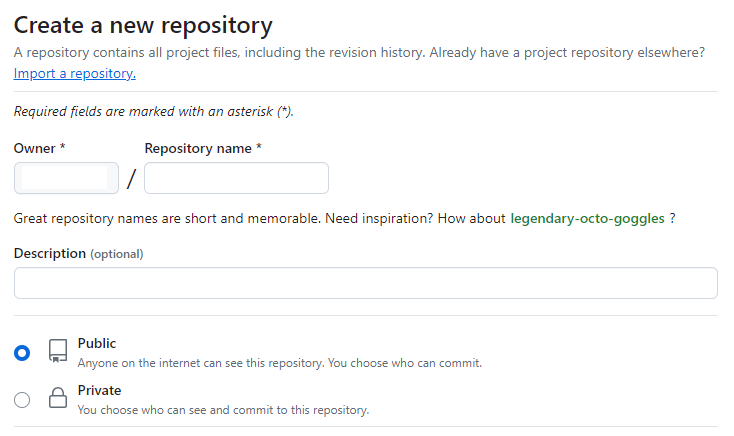 Create a new repository
A repository contains all project files, including the revision history. Already have a project repository elsewhere?
Import a repository.
Required fields are marked with an asterisk (*).
Owner * Repository name *
/
Great repository names are short and memorable. Need inspiration? How about legendary-octo-goggles ?
Description (optional)
Public
Anyone on the internet can see this repository. You choose who can commit.
Private
You choose who can see and commit to this repository.